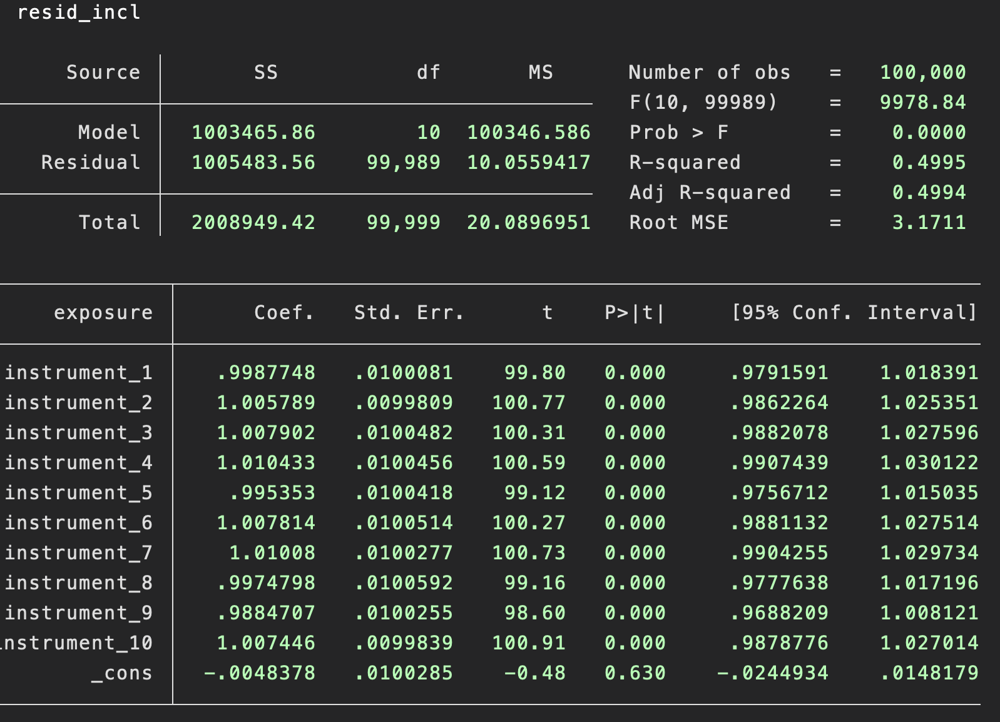 resid_incl
Source SS df MS Number of obs = 100,000
F(10, 99989) = 9978.84
Model 1003465.86 10 100346.586 Prob > F = 0.0000
Residual 1005483.56 99,989 10.0559417 R-squared = 0.4995
Adj R-squared = 0.4994
Total 2008949.42 99,999 20.0896951 Root MSE = 3.1711
exposure Coef. Std. Err. t P>|t| [95% Conf. Interval]
instrument_1 .9987748 .0100081 99.80 0.000 .9791591 1.018391
instrument_2 1.005789 .0099809 100.77 0.000 .9862264 1.025351
instrument_3 1.007902 .0100482 100.31 0.000 .9882078 1.027596
instrument_4 1.010433 .0100456 100.59 0.000 .9907439 1.030122
instrument_5 .995353 .0100418 99.12 0.000 .9756712 1.015035
instrument_6 1.007814 .0100514 100.27 0.000 .9881132 1.027514
instrument_7 1.01008 .0100277 100.73 0.000 .9904255 1.029734
instrument_8 .9974798 .0100592 99.16 0.000 .9777638 1.017196
instrument_9 .9884707 .0100255 98.60 0.000 .9688209 1.008121
instrument_10 1.007446 .0099839 100.91 0.000 .9878776 1.027014
_cons -.0048378 .0100285 -0.48 0.630 -.0244934 .0148179